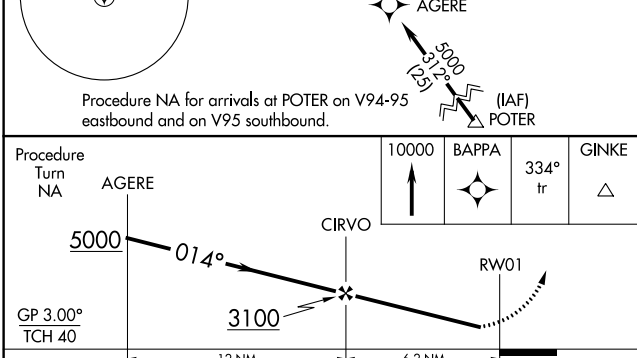 AGERE
5000
312°
(25)
(IAF)
POTER
Procedure NA for arrivals at POTER on V94-95
eastbound and on V95 southbound.
Procedure
Turn
NA
AGERE
10000
BAPPA
334°
tr
GINKE
CIRVO
5000
014°
RW01
3100
GP 3.00°
TCH 40
12 NM
6.2 NM